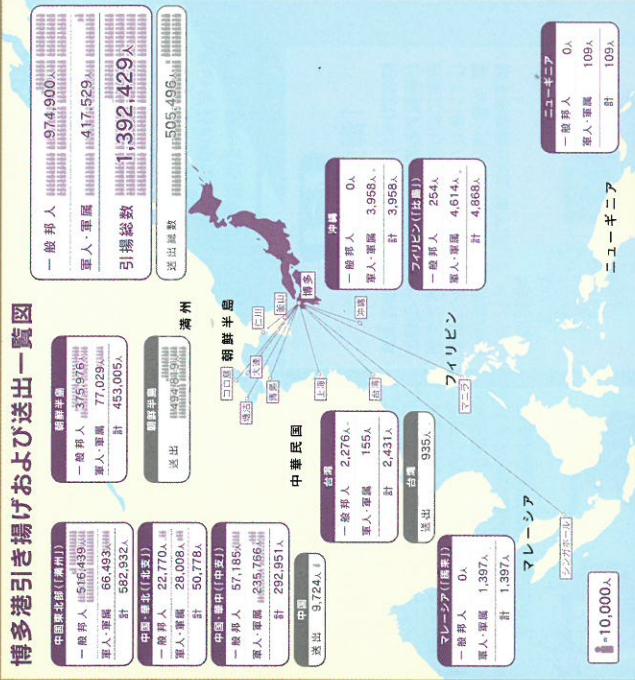 博多港引き揚げおよび送出一覧図
中国東北部(「満州」)
一般邦人 516,439人
軍人・軍属 66,493人
計 582,932人
中国・華北(「北支」)
一般邦人 22,770人
軍人・軍属 28,008人
計 50,778人
中国・華中(「中支」)
一般邦人 57,185人
軍人・軍属 235,766人
計 292,951人
中国
送出 9,724人
朝鮮半島
一般邦人 375,976人
軍人・軍属 77,029人
計 453,005人
朝鮮半島
送出 494,819人
一般邦人 974,900人
軍人・軍属 417,529人
引揚総数 1,392,429人
送出総数 505,496人
満州
朝鮮半島
中華民国
コロ島
塘沽
大連
青島
仁川
釜山
上海
台湾
博多
沖縄
マニラ
シンガポール
台湾
一般邦人 2,276人
軍人・軍属 155人
計 2,431人
台湾
送出 935人
沖縄
一般邦人 0人
軍人・軍属 3,958人
計 3,958人
フィリピン(「比島」)
一般邦人 254人
軍人・軍属 4,614人
計 4,868人
フィリピン
マレーシア
マレーシア(「馬来」)
一般邦人 0人
軍人・軍属 1,397人
計 1,397人
ニューギニア
一般邦人 0人
軍人・軍属 109人
計 109人
ニューギニア
=10,000人